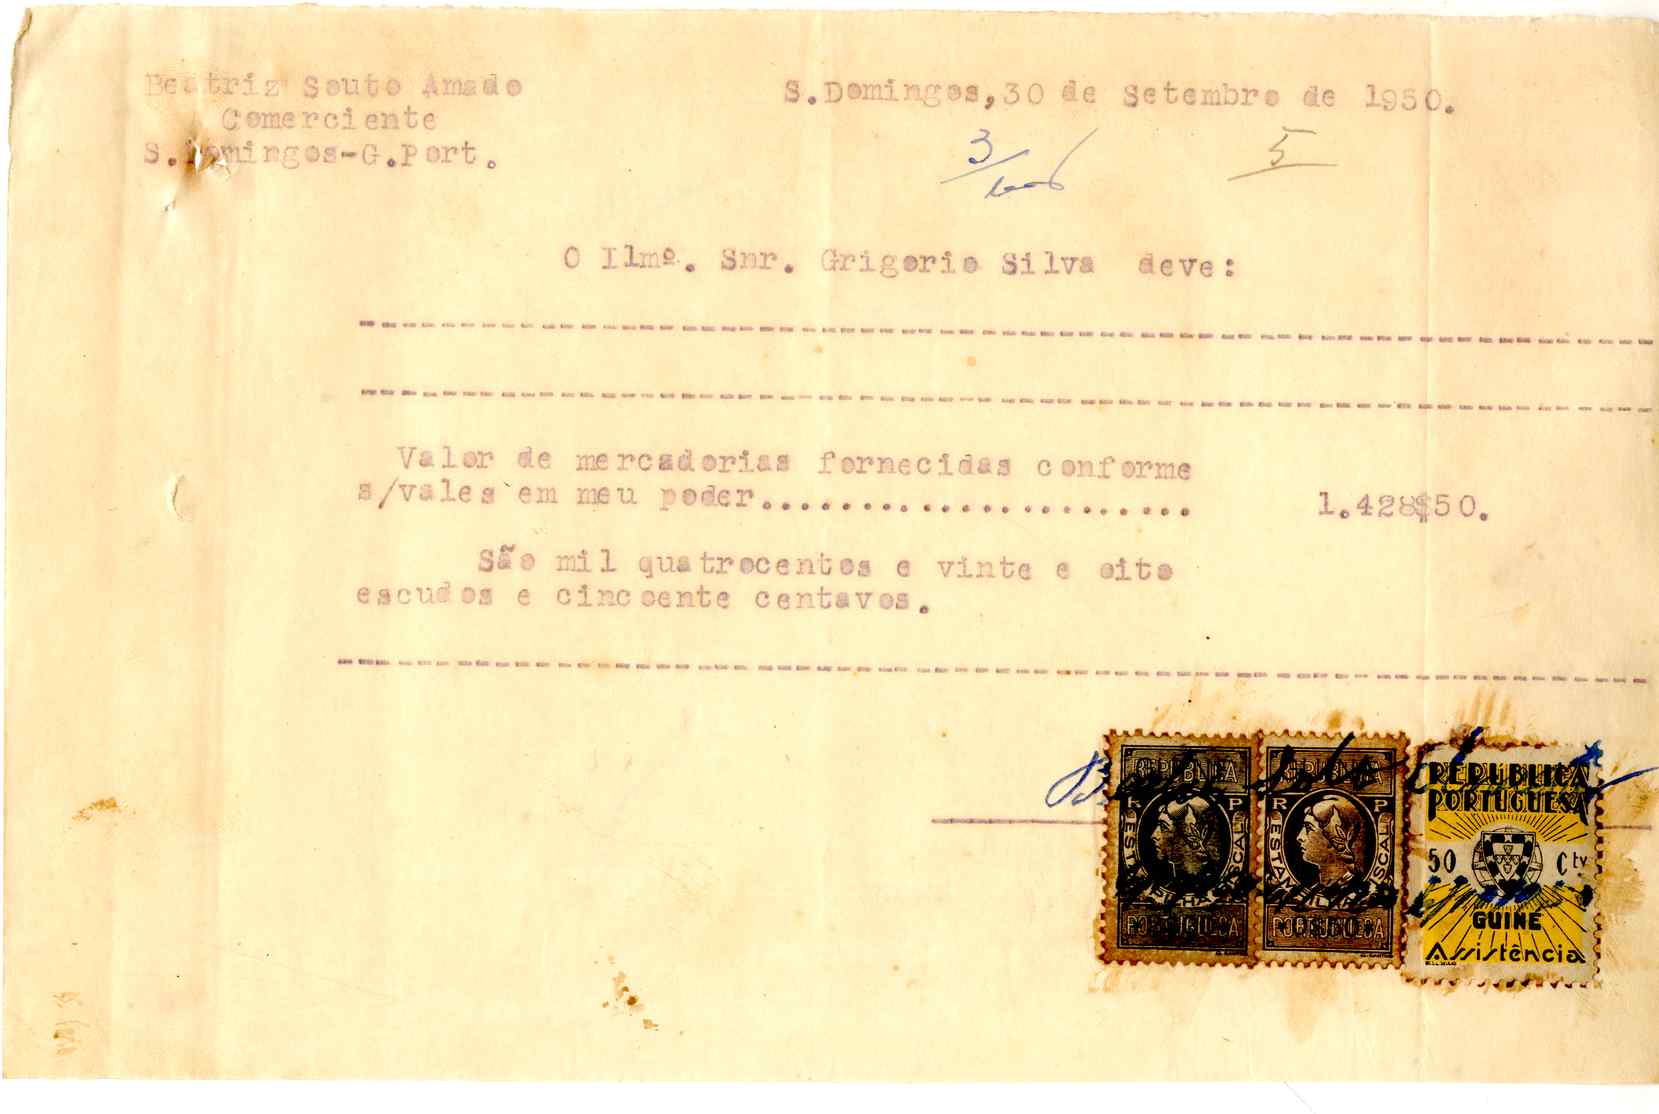 Beatriz Souto Amado
Comerciente
S.Domingos-G.Port.
S.Domingos,30 de Setembro de 1950.
3
5
O Ilmº. Snr. Grigorio Silva deve:
Valor de mercadorias fornecidas conforme
s/vales em meu poder......................
1.428$50.
São mil quatrocentos e vinte e oito
escudos e cincoente centavos.
REPUBLICA
R P
ESTAMPILHA FISCAL
PORTUGUESA
REPUBLICA
R P
ESTAMPILHA FISCAL
PORTUGUESA
REPUBLICA
PORTUGUESA
50 Ctv
GUINE
Assistência